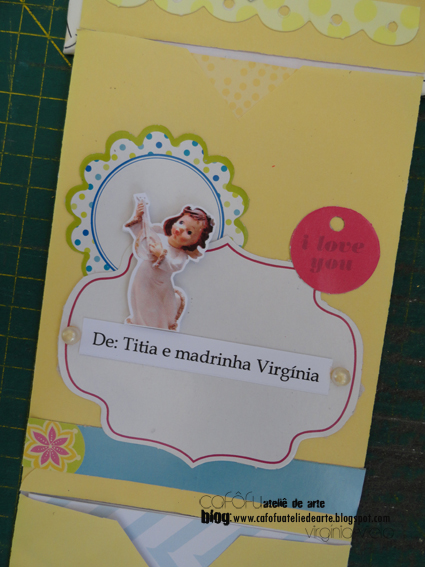 i love
you
De: Titia e madrinha Virgínia
cafôfu ateliê de arte
blog: www.cafofuateliedearte.blogspot.com